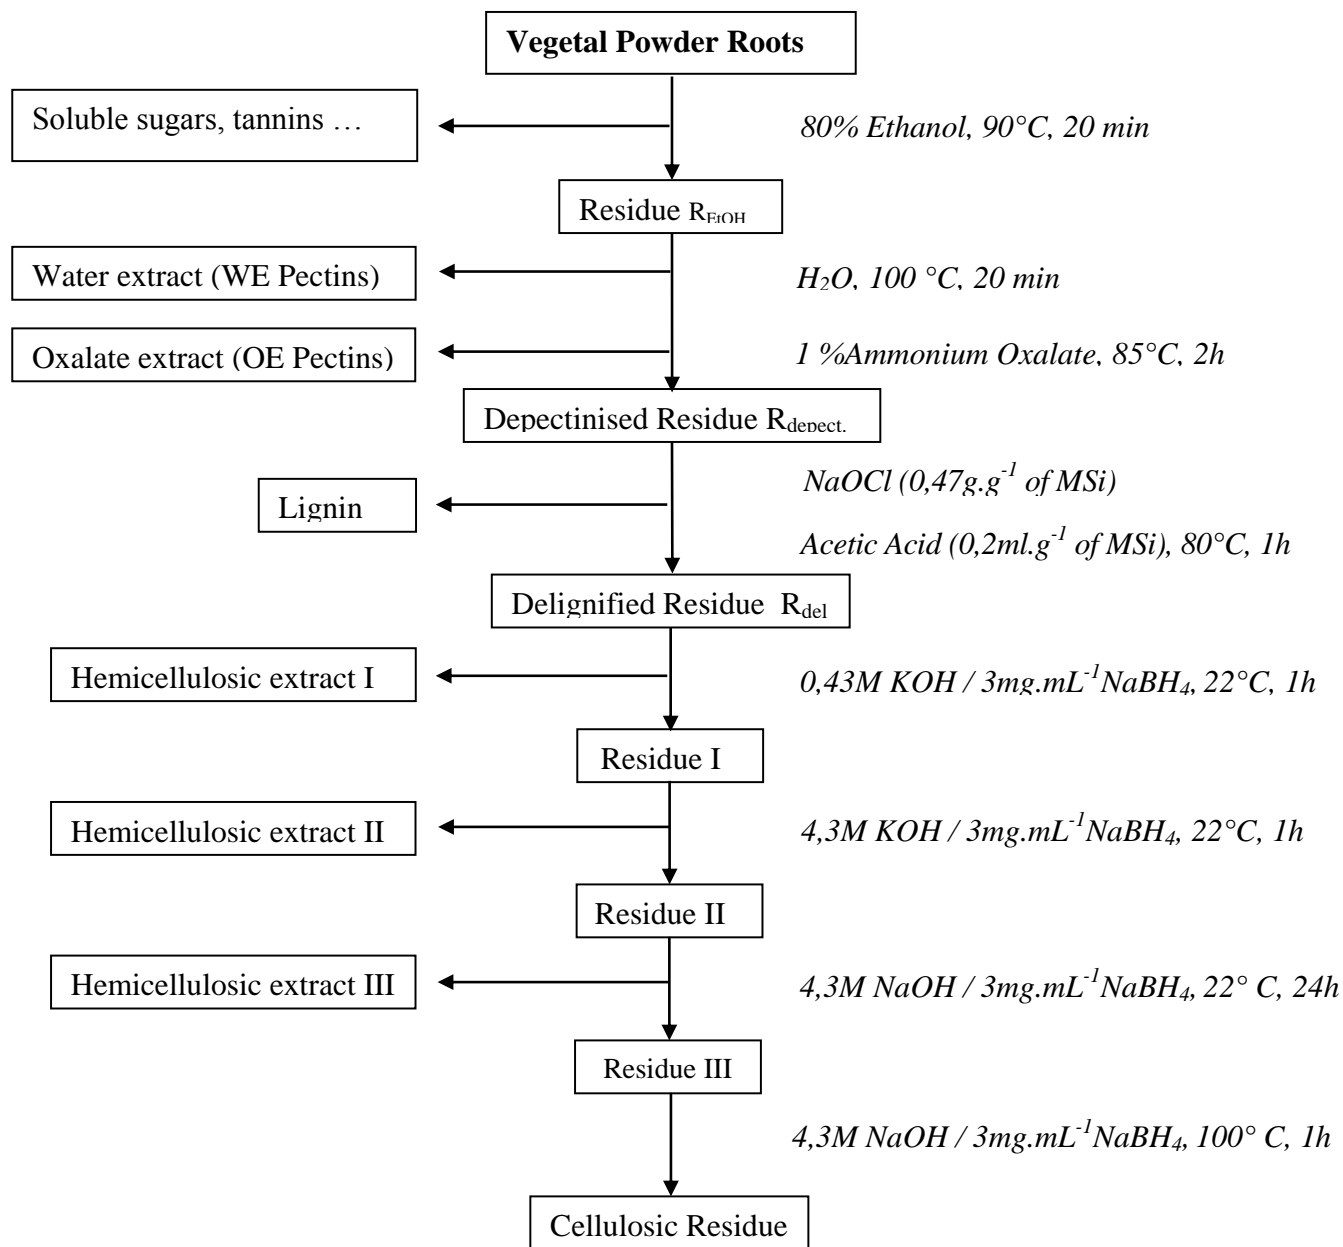 Vegetal Powder Roots
Soluble sugars, tannins …
80% Ethanol, 90°C, 20 min
Residue R_EtOH
Water extract (WE Pectins)
H₂O, 100 °C, 20 min
Oxalate extract (OE Pectins)
1 %Ammonium Oxalate, 85°C, 2h
Depectinised Residue R_depect.
NaOCl (0,47g.g⁻¹ of MSi)
Lignin
Acetic Acid (0,2ml.g⁻¹ of MSi), 80°C, 1h
Delignified Residue R_del
Hemicellulosic extract I
0,43M KOH / 3mg.mL⁻¹NaBH₄, 22°C, 1h
Residue I
Hemicellulosic extract II
4,3M KOH / 3mg.mL⁻¹NaBH₄, 22°C, 1h
Residue II
Hemicellulosic extract III
4,3M NaOH / 3mg.mL⁻¹NaBH₄, 22° C, 24h
Residue III
4,3M NaOH / 3mg.mL⁻¹NaBH₄, 100° C, 1h
Cellulosic Residue